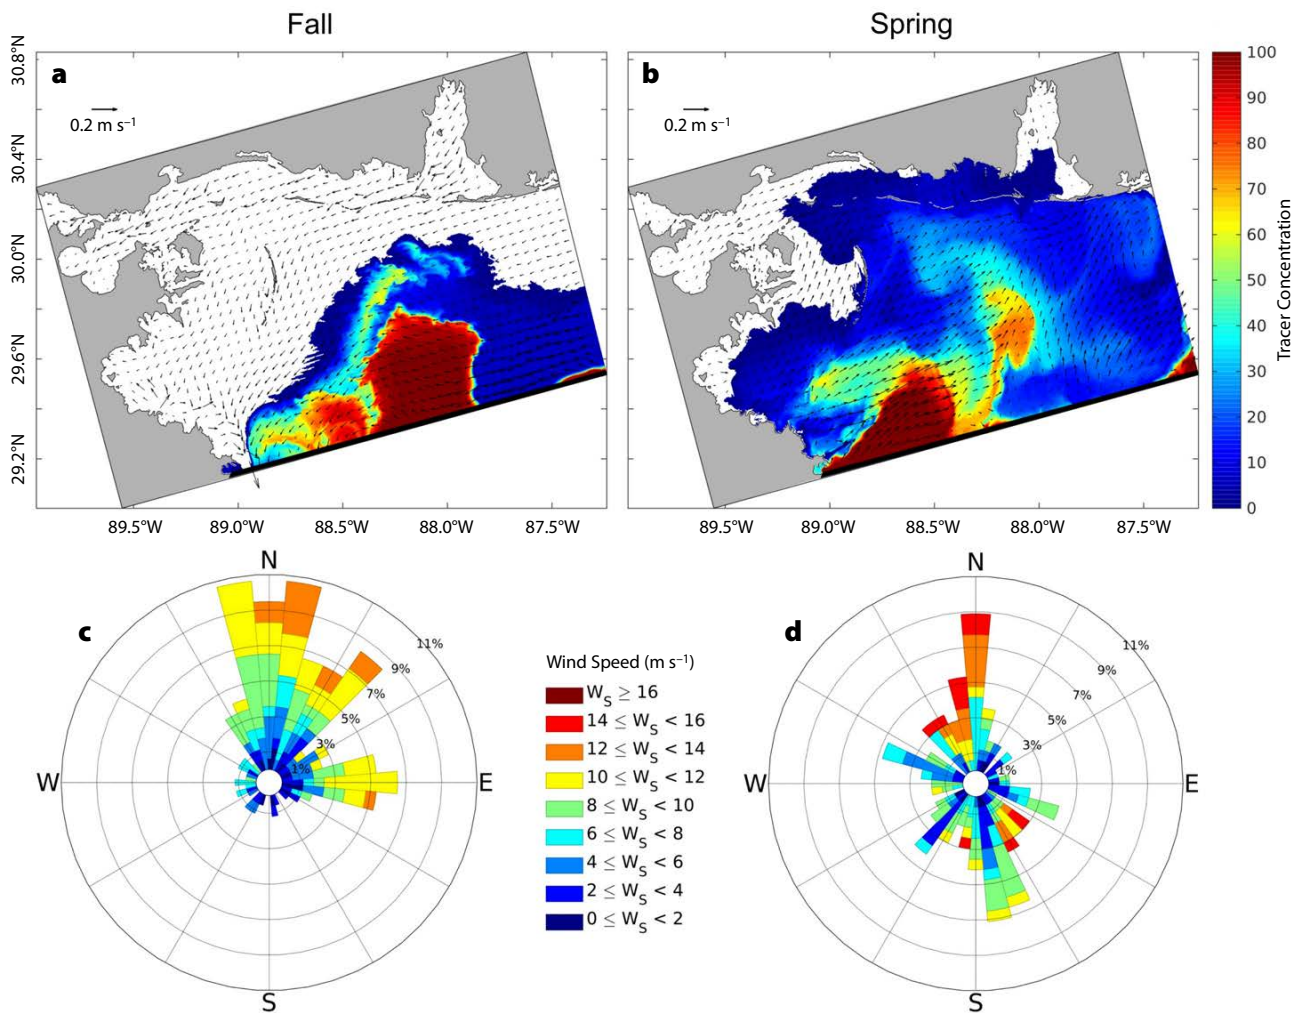 Fall
Spring
a
b
0.2 m s⁻¹
0.2 m s⁻¹
30.8°N
30.4°N
30.0°N
29.6°N
29.2°N
89.5°W
89.0°W
88.5°W
88.0°W
87.5°W
89.5°W
89.0°W
88.5°W
88.0°W
87.5°W
100
90
80
70
60
50
40
30
20
10
0
Tracer Concentration
c
N
E
S
W
11%
9%
7%
5%
3%
1%
Wind Speed (m s⁻¹)
W_S ≥ 16
14 ≤ W_S < 16
12 ≤ W_S < 14
10 ≤ W_S < 12
8 ≤ W_S < 10
6 ≤ W_S < 8
4 ≤ W_S < 6
2 ≤ W_S < 4
0 ≤ W_S < 2
d
N
E
S
W
11%
9%
7%
5%
3%
1%